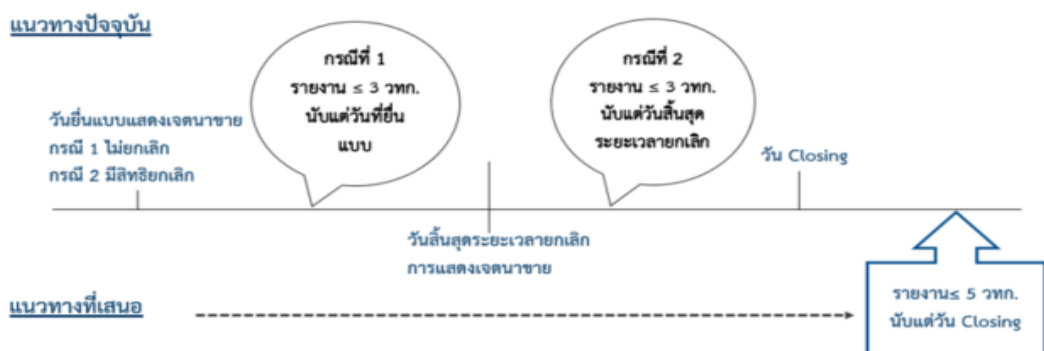 แนวทางปัจจุบัน
กรณีที่ 1
รายงาน ≤ 3 วทก.
นับแต่วันที่ยื่น
แบบ
กรณีที่ 2
รายงาน ≤ 3 วทก.
นับแต่วันสิ้นสุด
ระยะเวลายกเลิก
วันยื่นแบบแสดงเจตนาขาย
กรณี 1 ไม่ยกเลิก
กรณี 2 มีสิทธิยกเลิก
วัน Closing
วันสิ้นสุดระยะเวลายกเลิก
การแสดงเจตนาขาย
แนวทางที่เสนอ
รายงาน≤ 5 วทก.
นับแต่วัน Closing